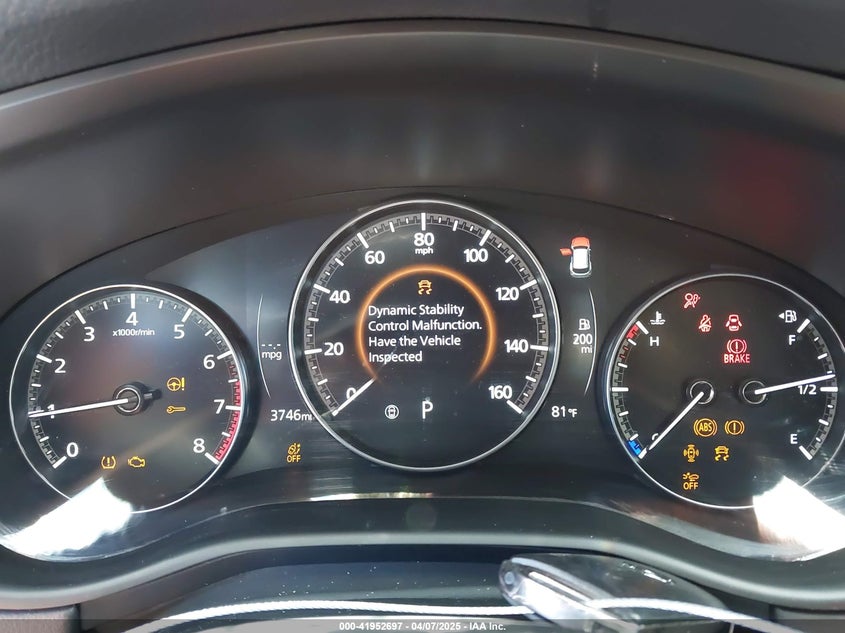 0
1
2
3
4
5
6
7
8
x1000r/min
mpg
3746mi
OFF
0
20
40
60
80
mph
100
120
140
160
Dynamic Stability
Control Malfunction.
Have the Vehicle
Inspected
P
200
mi
81°F
H
F
BRAKE
1/2
ABS
E
OFF
000-41952697 - 04/07/2025 - IAA Inc.